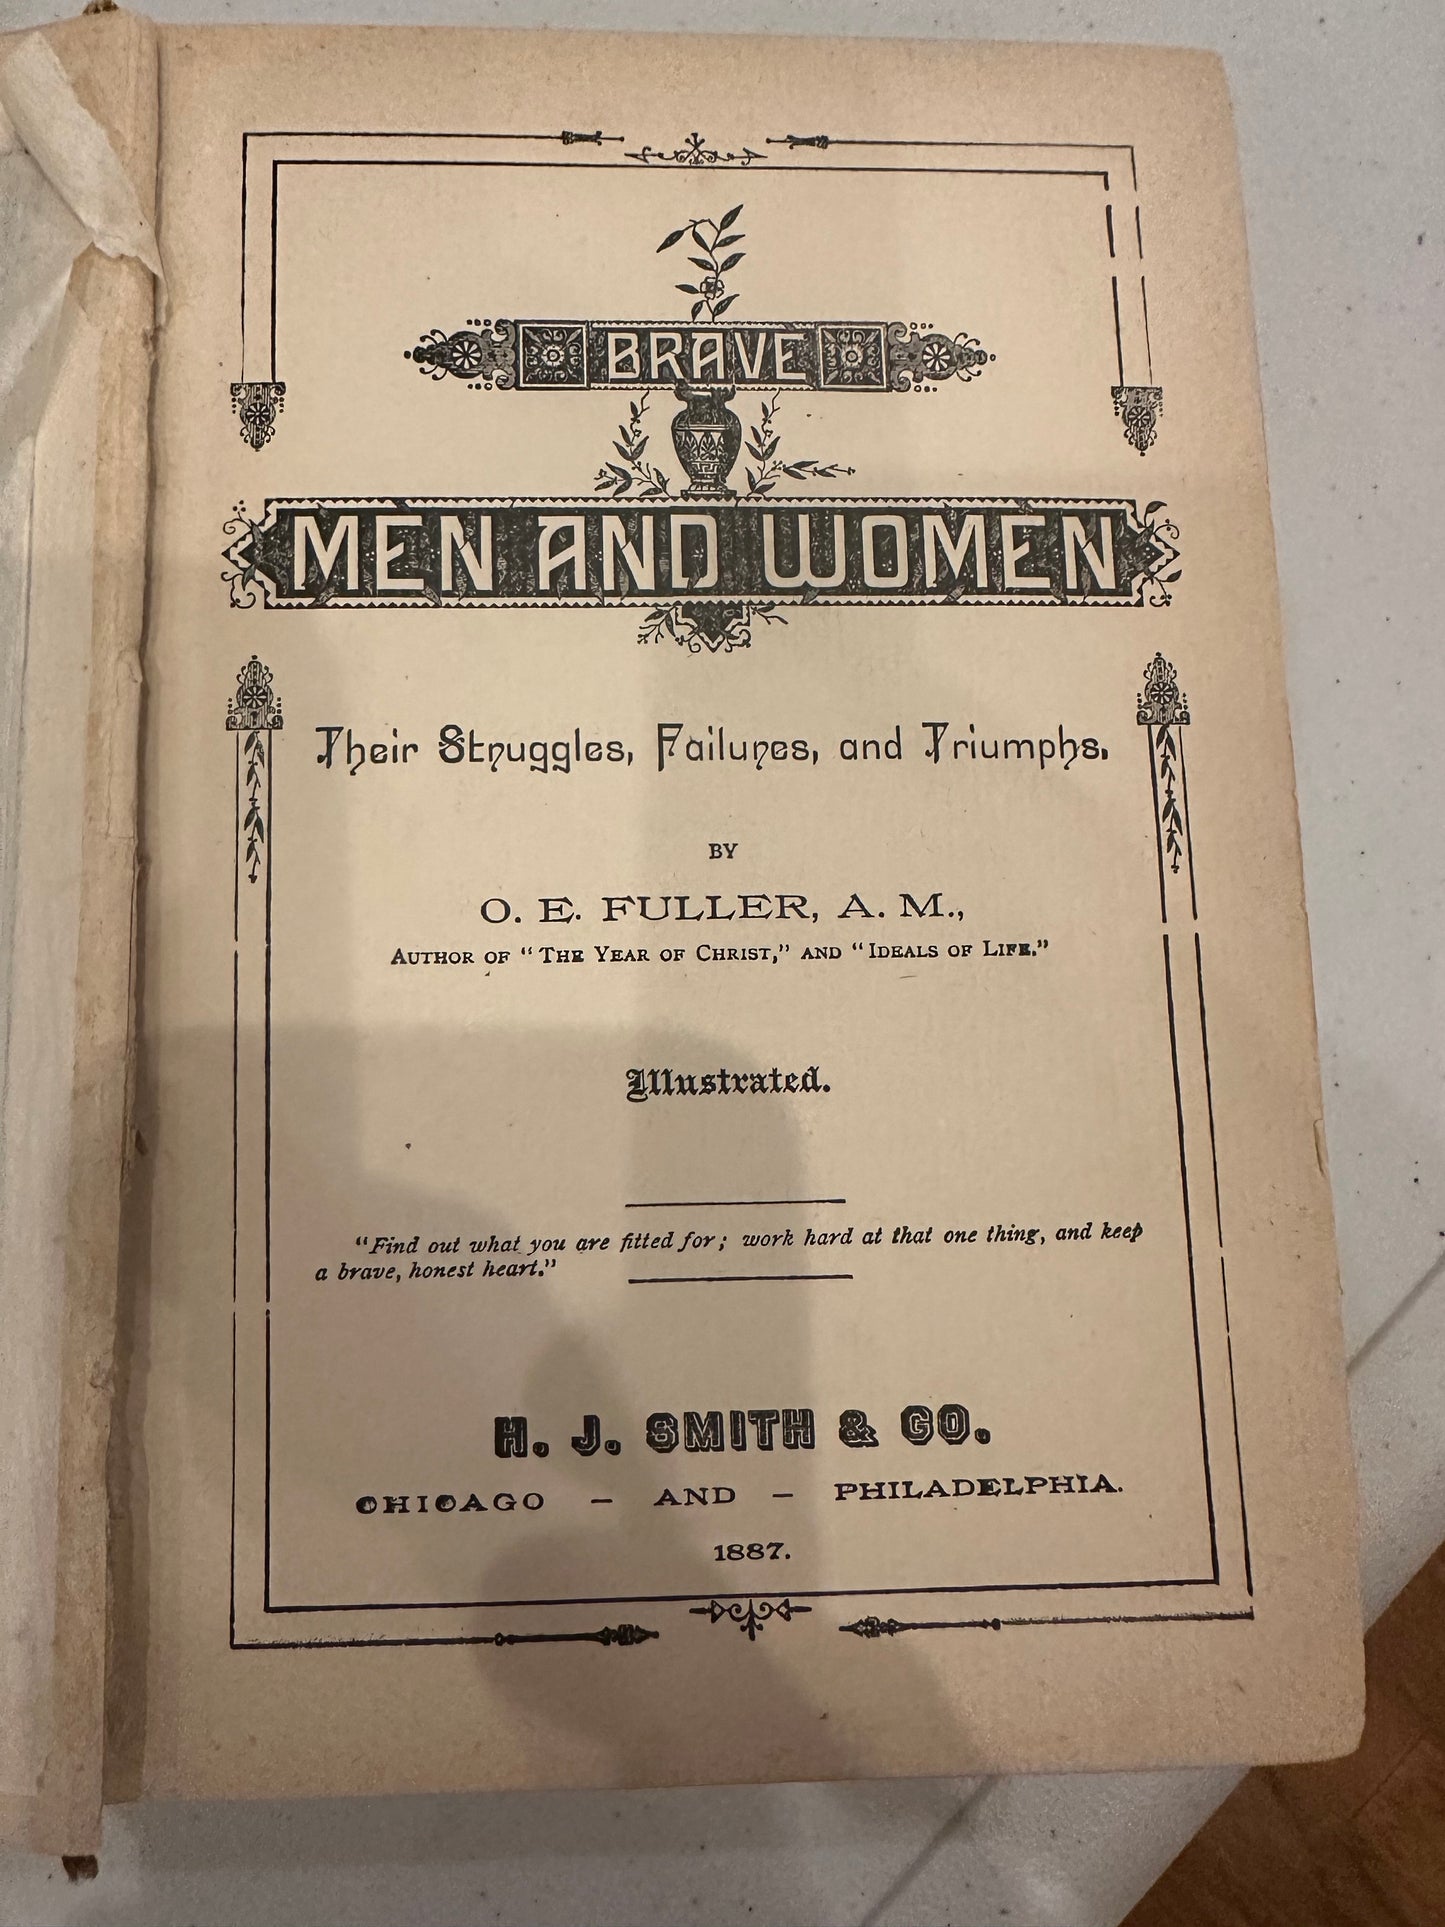 BRAVE
MEN AND WOMEN
Their Struggles, Failures, and Triumphs.
BY
O. E. FULLER, A. M.,
AUTHOR OF "THE YEAR OF CHRIST," AND "IDEALS OF LIFE."
Illustrated.
"Find out what you are fitted for; work hard at that one thing, and keep
a brave, honest heart."
H. J. SMITH & CO.
CHICAGO — AND — PHILADELPHIA.
1887.